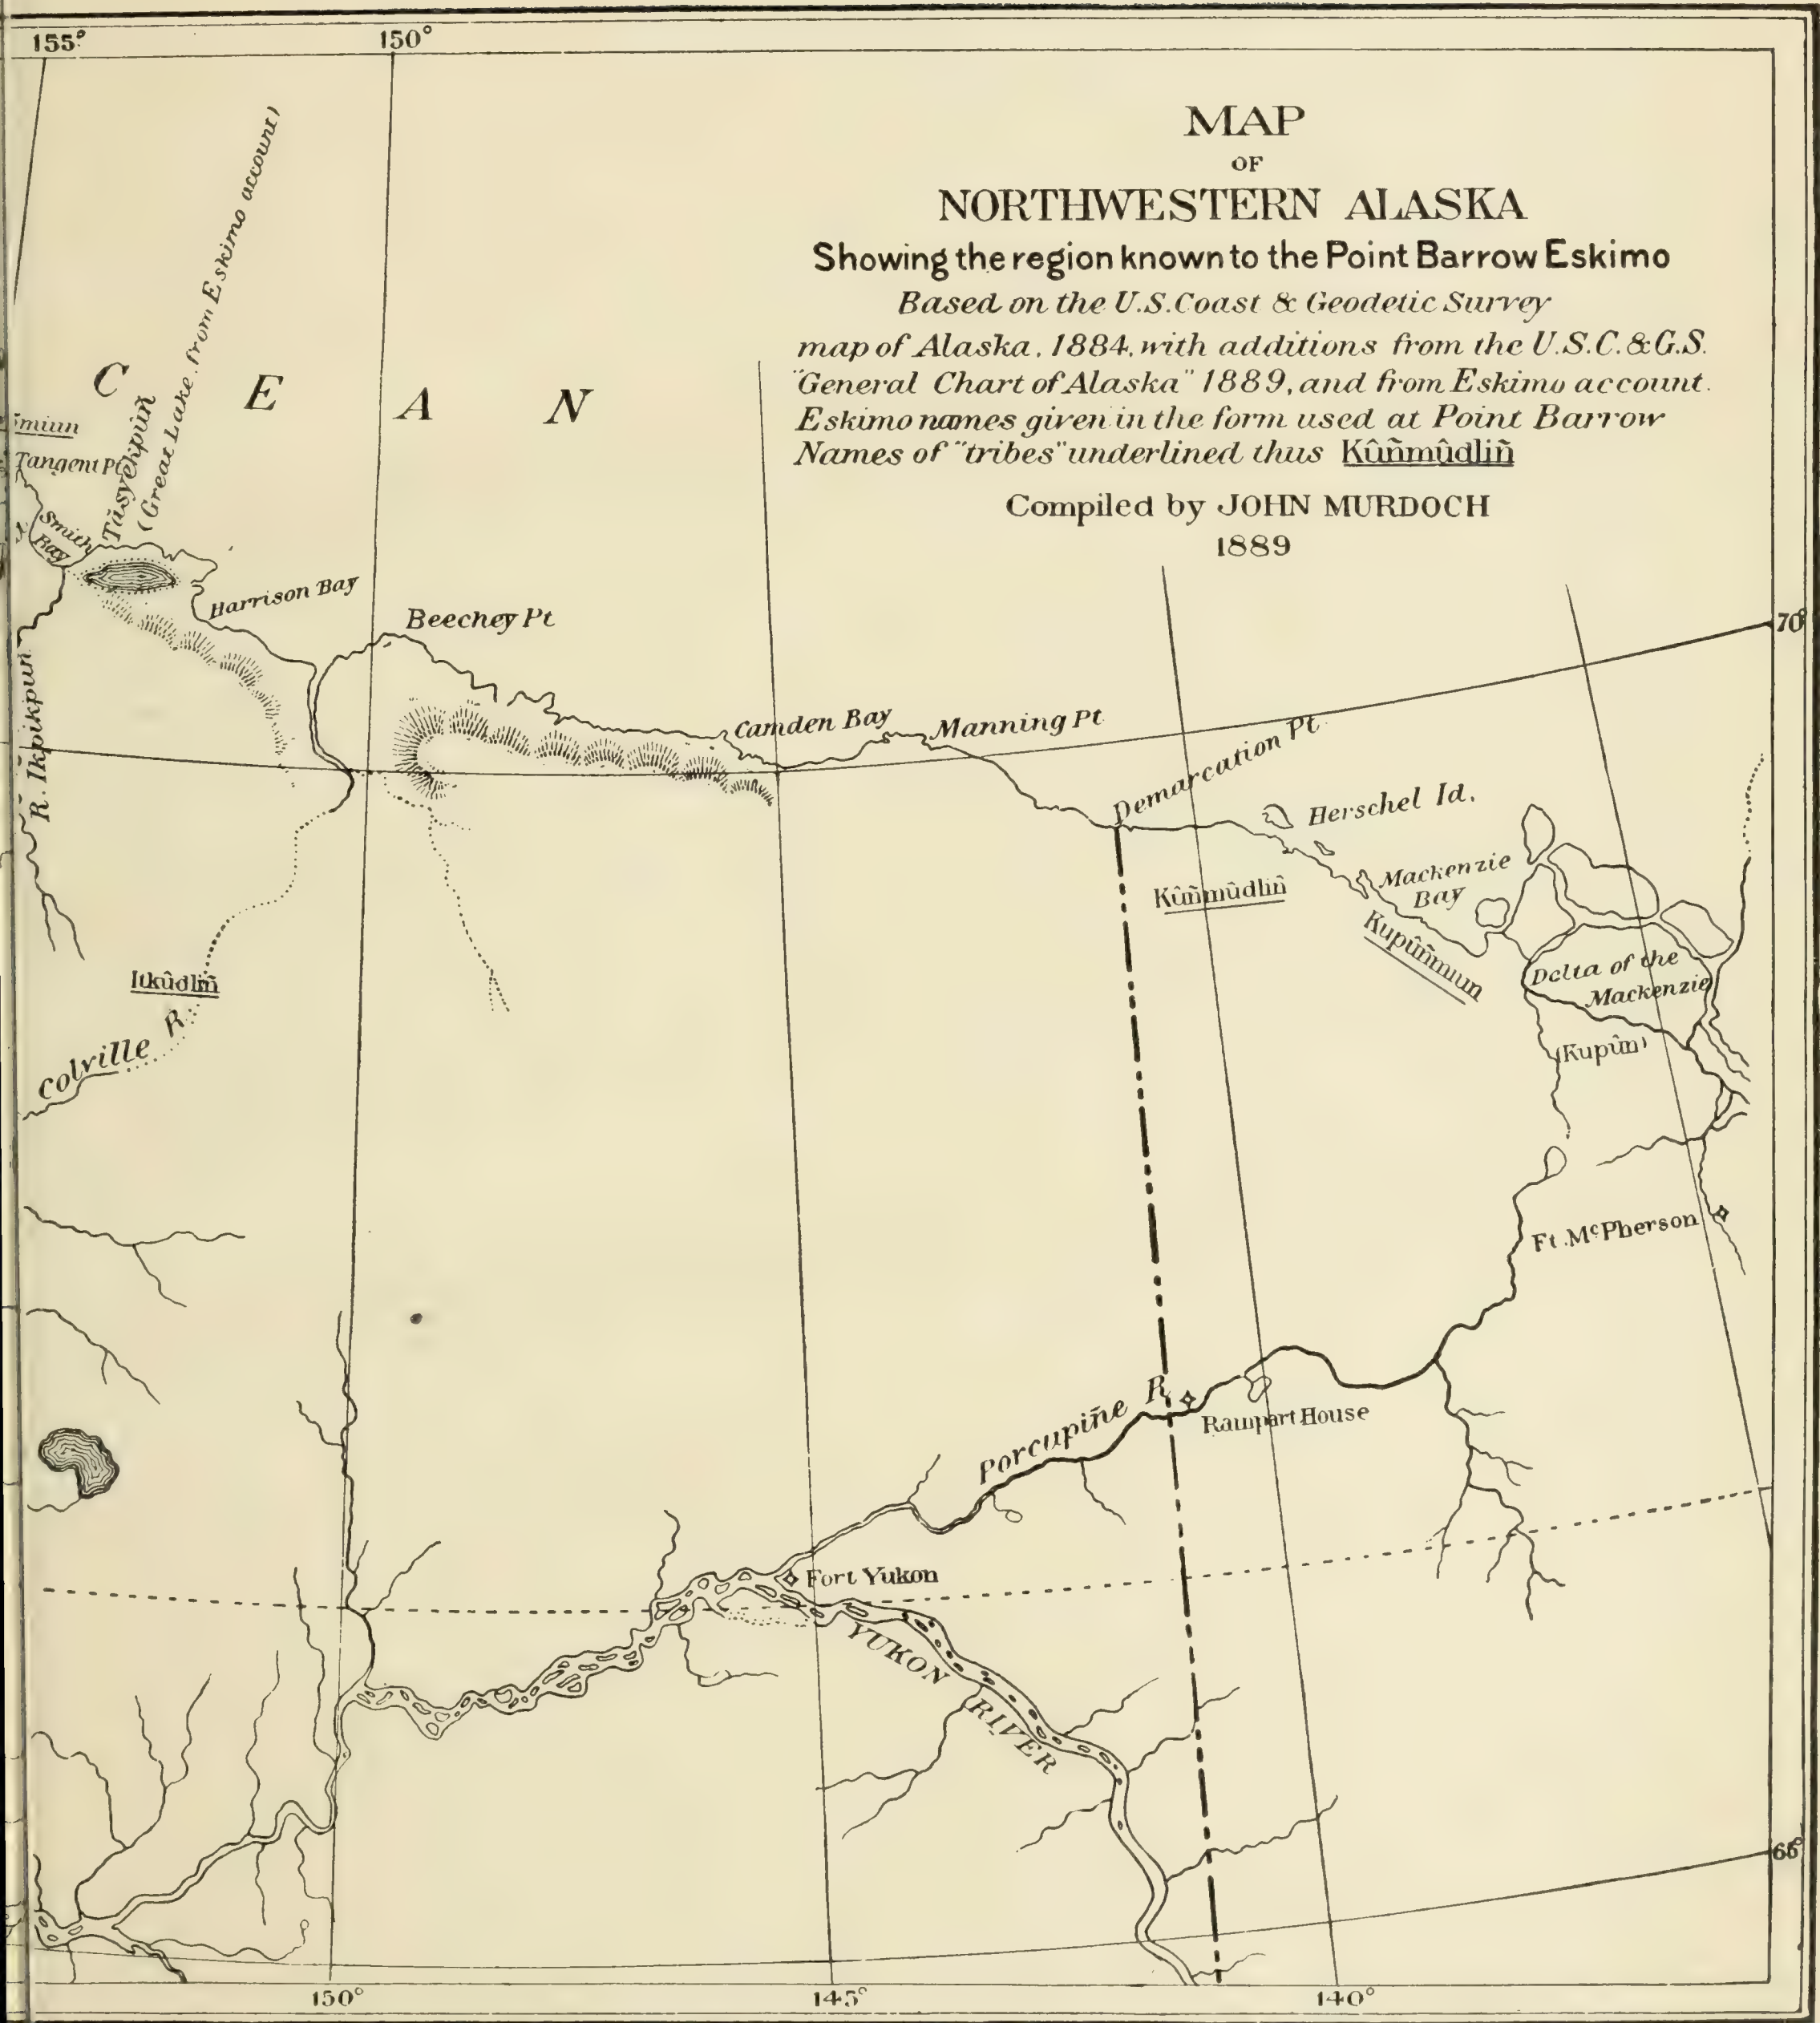 155°
150°
MAP
OF
NORTHWESTERN ALASKA
Showing the region known to the Point Barrow Eskimo
Based on the U.S. Coast & Geodetic Survey
map of Alaska, 1884, with additions from the U.S.C.&G.S.
"General Chart of Alaska" 1889, and from Eskimo account.
Eskimo names given in the form used at Point Barrow
Names of "tribes" underlined thus Kûñmûdliñ
Compiled by JOHN MURDOCH
1889
C E A N
Tangent Pt
Tăsyĕkpuñ
(Great Lake, from Eskimo account)
Smith
Bay
Harrison Bay
Beechey Pt
70°
R. Ikpikpuñ
Camden Bay
Manning Pt
Demarcation Pt
Herschel Id.
Kûñmûdliñ
Mackenzie
Bay
Kupûñmiun
Delta of the
Mackenzie
(Kupûn)
Itkûdliñ
Colville R.
Ft. McPherson
Porcupiñe R.
Rampart House
Fort Yukon
YUKON RIVER
150°
145°
140°